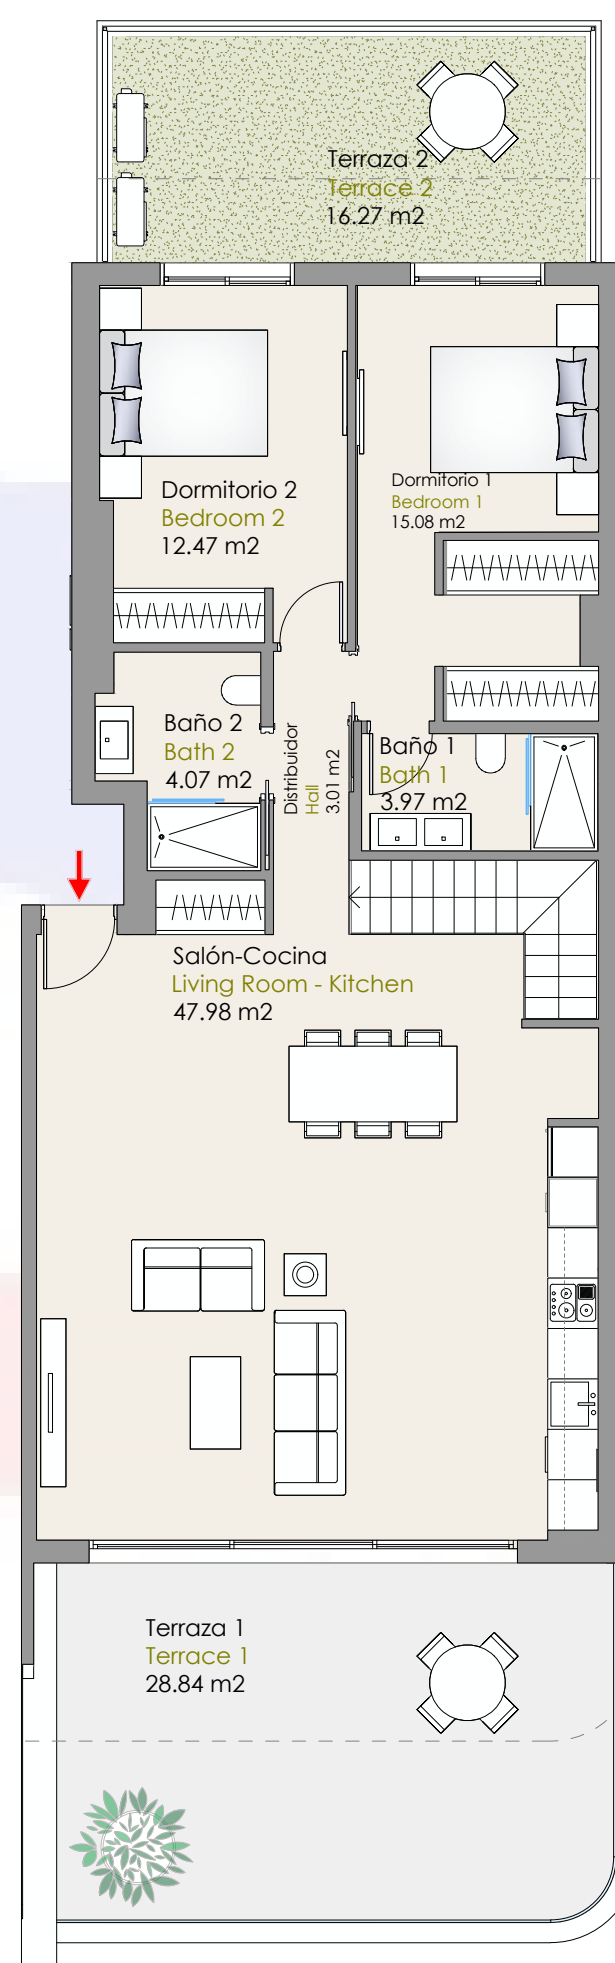 Terraza 2
Terrace 2
16.27 m2
Dormitorio 2
Bedroom 2
12.47 m2
Dormitorio 1
Bedroom 1
15.08 m2
Baño 2
Bath 2
4.07 m2
Distribuidor
Hall
3.01 m2
Baño 1
Bath 1
3.97 m2
Salón-Cocina
Living Room - Kitchen
47.98 m2
Terraza 1
Terrace 1
28.84 m2